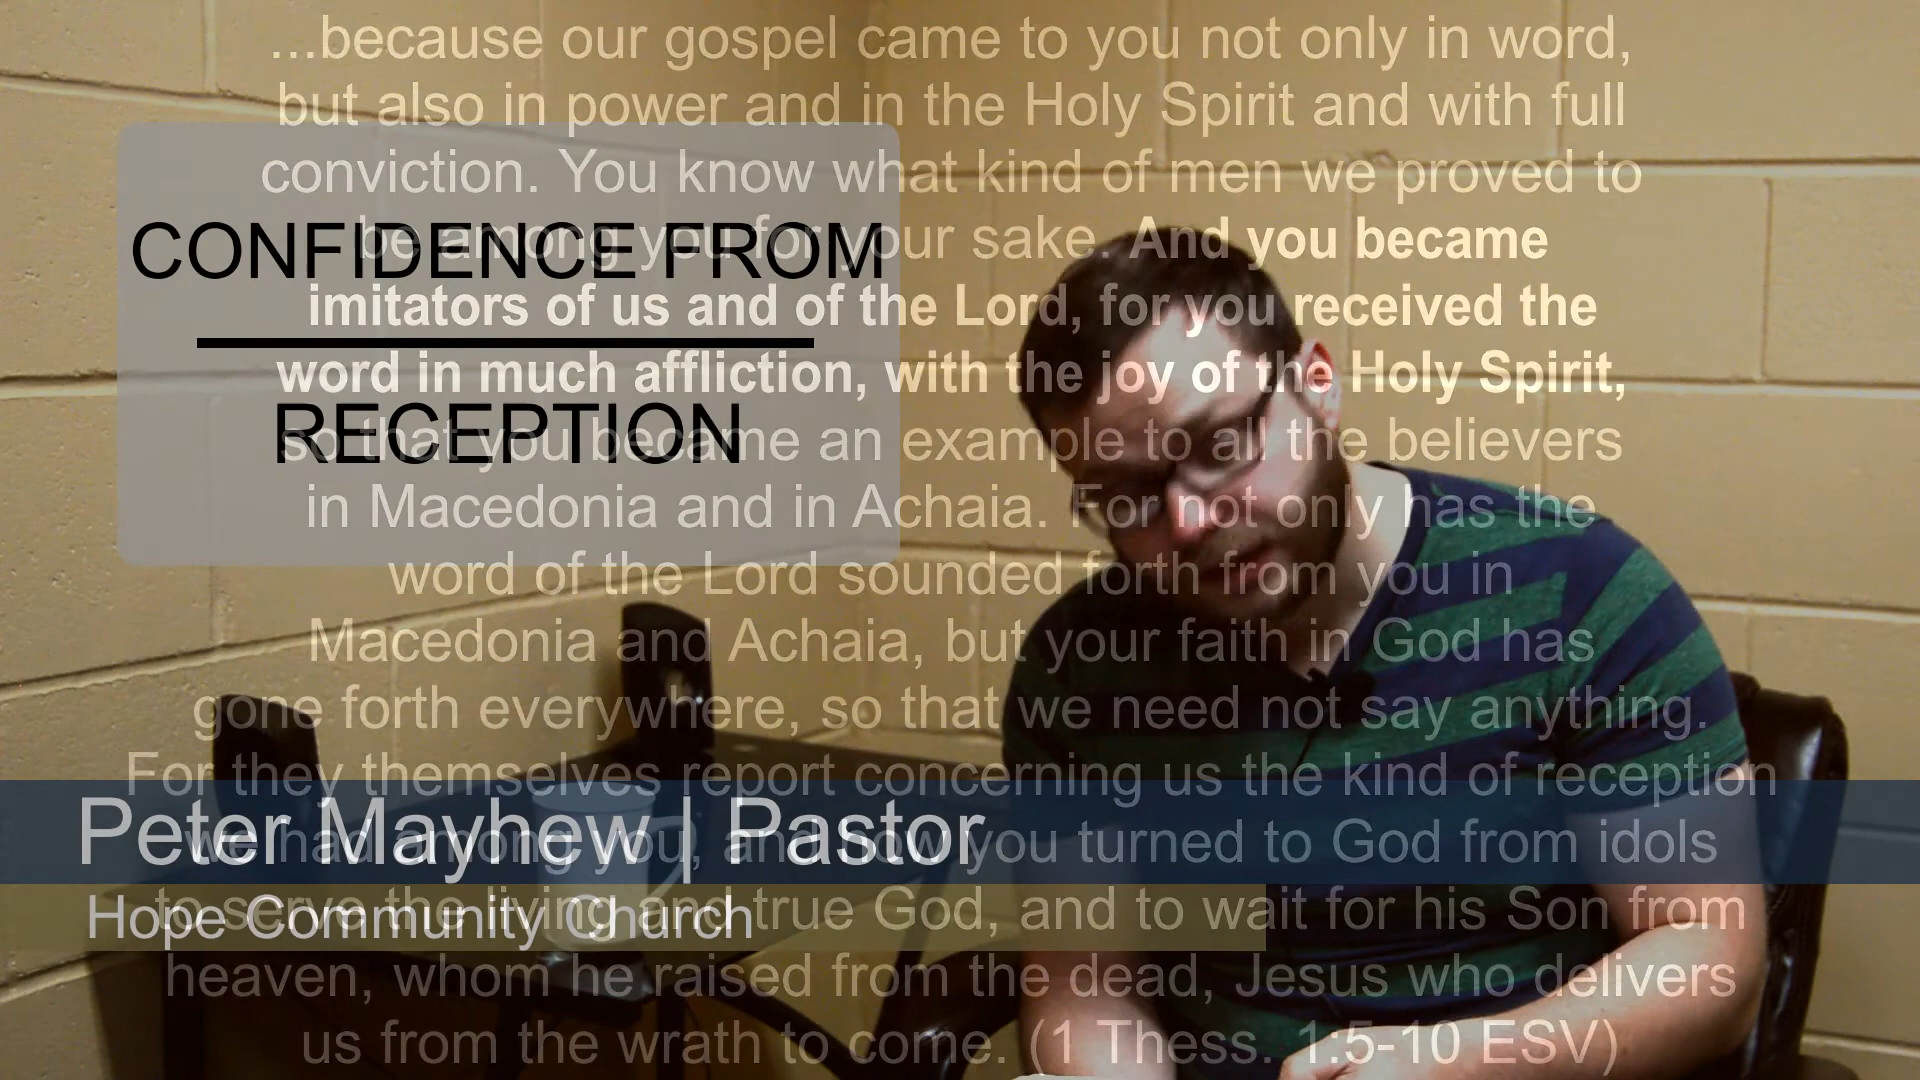 ...because our gospel came to you not only in word,
but also in power and in the Holy Spirit and with full
conviction. You know what kind of men we proved to
be among you for your sake. And you became
imitators of us and of the Lord, for you received the
word in much affliction, with the joy of the Holy Spirit,
so that you became an example to all the believers
in Macedonia and in Achaia. For not only has the
word of the Lord sounded forth from you in
Macedonia and Achaia, but your faith in God has
gone forth everywhere, so that we need not say anything.
For they themselves report concerning us the kind of reception
we had among you, and how you turned to God from idols
to serve the living and true God, and to wait for his Son from
heaven, whom he raised from the dead, Jesus who delivers
us from the wrath to come. (1 Thess. 1:5-10 ESV)
CONFIDENCE FROM
RECEPTION
Peter Mayhew | Pastor
Hope Community Church